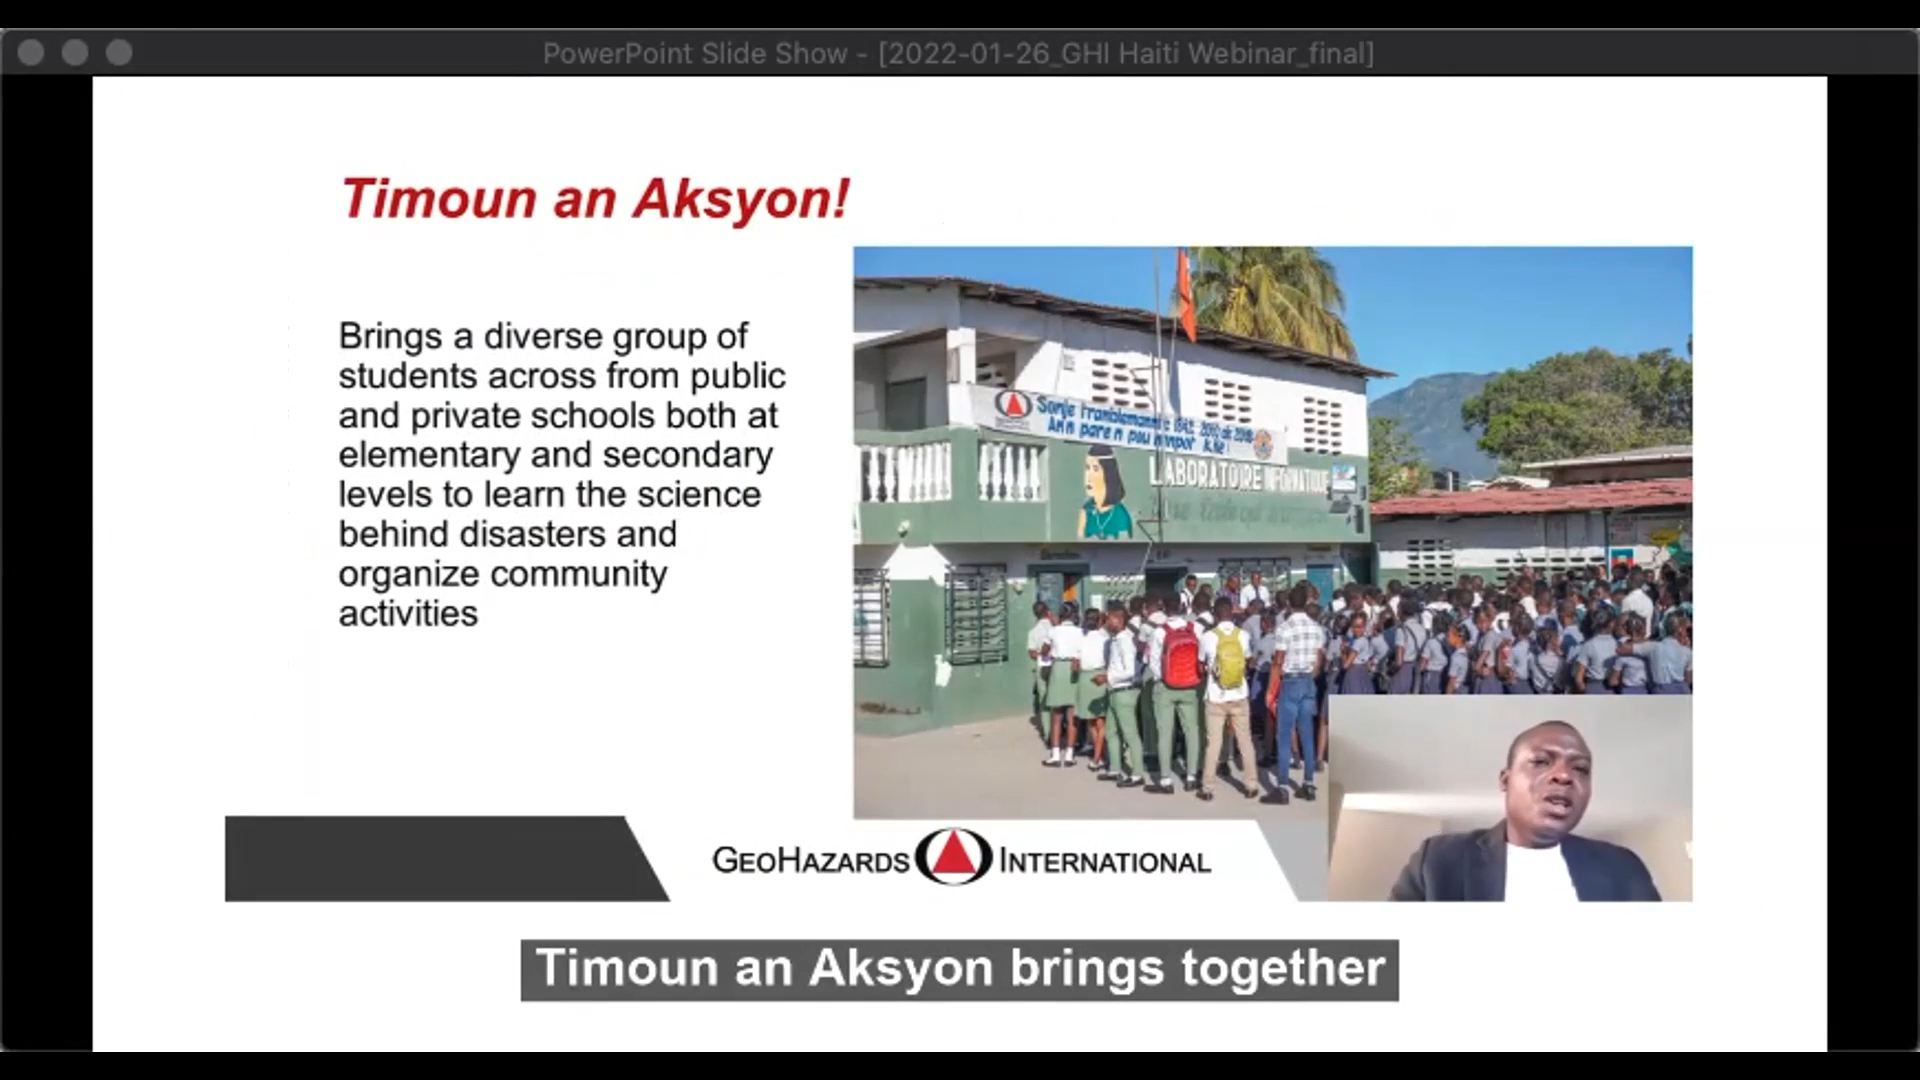 PowerPoint Slide Show - [2022-01-26_GHI Haiti Webinar_final]
Timoun an Aksyon!
Brings a diverse group of
students across from public
and private schools both at
elementary and secondary
levels to learn the science
behind disasters and
organize community
activities
LABORATOIRE INFORMATIQUE
GEOHAZARDS INTERNATIONAL
Timoun an Aksyon brings together